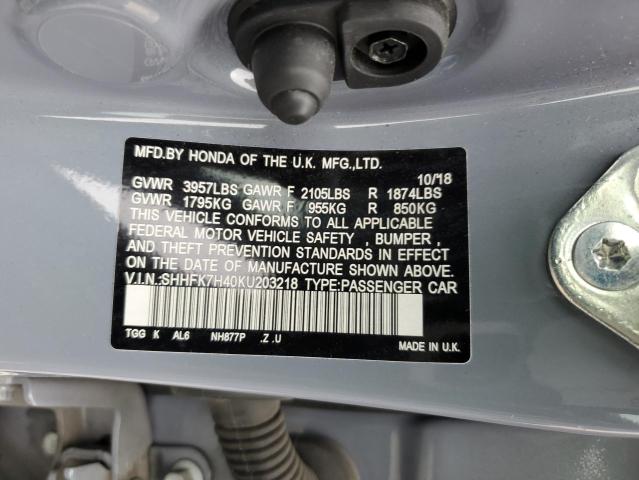 MFD.BY HONDA OF THE U.K. MFG.,LTD.
10/18
GVWR 3957LBS GAWR F 2105LBS R 1874LBS
GVWR 1795KG GAWR F 955KG R 850KG
THIS VEHICLE CONFORMS TO ALL APPLICABLE
FEDERAL MOTOR VEHICLE SAFETY , BUMPER ,
AND THEFT PREVENTION STANDARDS IN EFFECT
ON THE DATE OF MANUFACTURE SHOWN ABOVE.
V.I.N.:SHHFK7H40KU203218 TYPE:PASSENGER CAR
TGG K AL6 NH877P .Z .U MADE IN U.K.